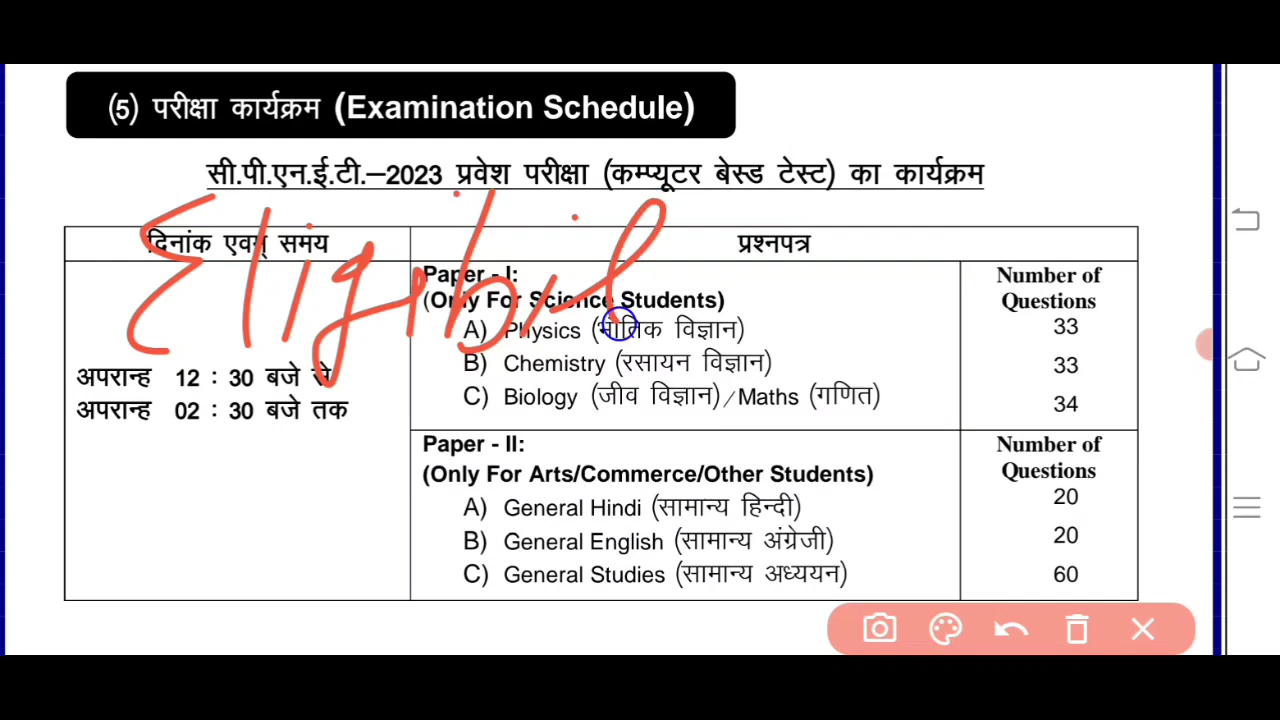 (5) परीक्षा कार्यक्रम (Examination Schedule)
सी.पी.एन.ई.टी.–2023 प्रवेश परीक्षा (कम्प्यूटर बेस्ड टेस्ट) का कार्यक्रम
दिनांक एवम् समय
प्रश्नपत्र
अपरान्ह 12 : 30 बजे से
अपरान्ह 02 : 30 बजे तक
Paper - I:
(Only For Science Students)
Number of
Questions
A) Physics (भौतिक विज्ञान) 33
B) Chemistry (रसायन विज्ञान) 33
C) Biology (जीव विज्ञान) / Maths (गणित) 34
Paper - II:
(Only For Arts/Commerce/Other Students)
Number of
Questions
A) General Hindi (सामान्य हिन्दी) 20
B) General English (सामान्य अंग्रेजी) 20
C) General Studies (सामान्य अध्ययन) 60
Eligibil